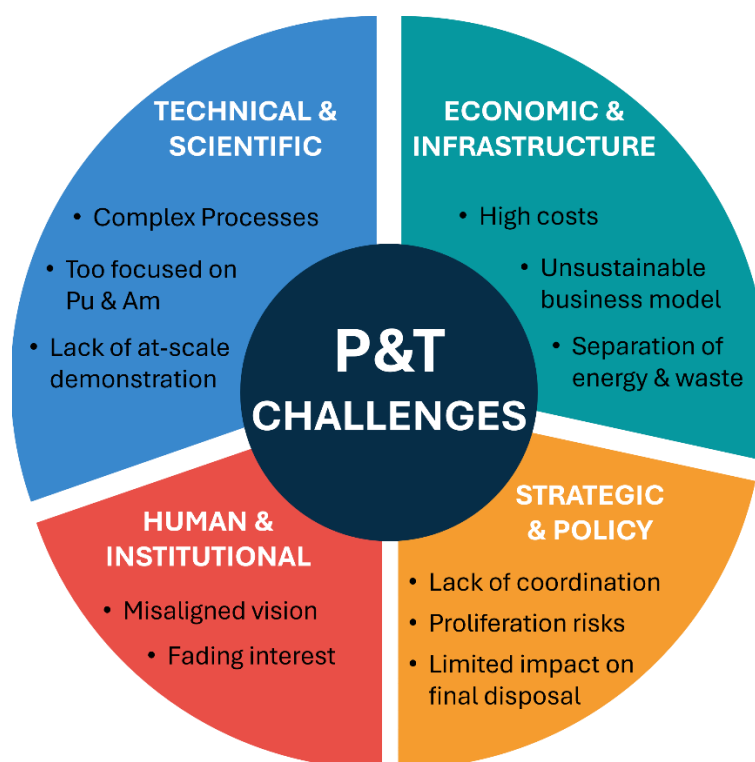 TECHNICAL &
SCIENTIFIC
• Complex Processes
• Too focused on
Pu & Am
• Lack of at-scale
demonstration
ECONOMIC &
INFRASTRUCTURE
• High costs
• Unsustainable
business model
• Separation of
energy & waste
P&T
CHALLENGES
HUMAN &
INSTITUTIONAL
• Misaligned vision
• Fading interest
STRATEGIC
& POLICY
• Lack of coordination
• Proliferation risks
• Limited impact on
final disposal